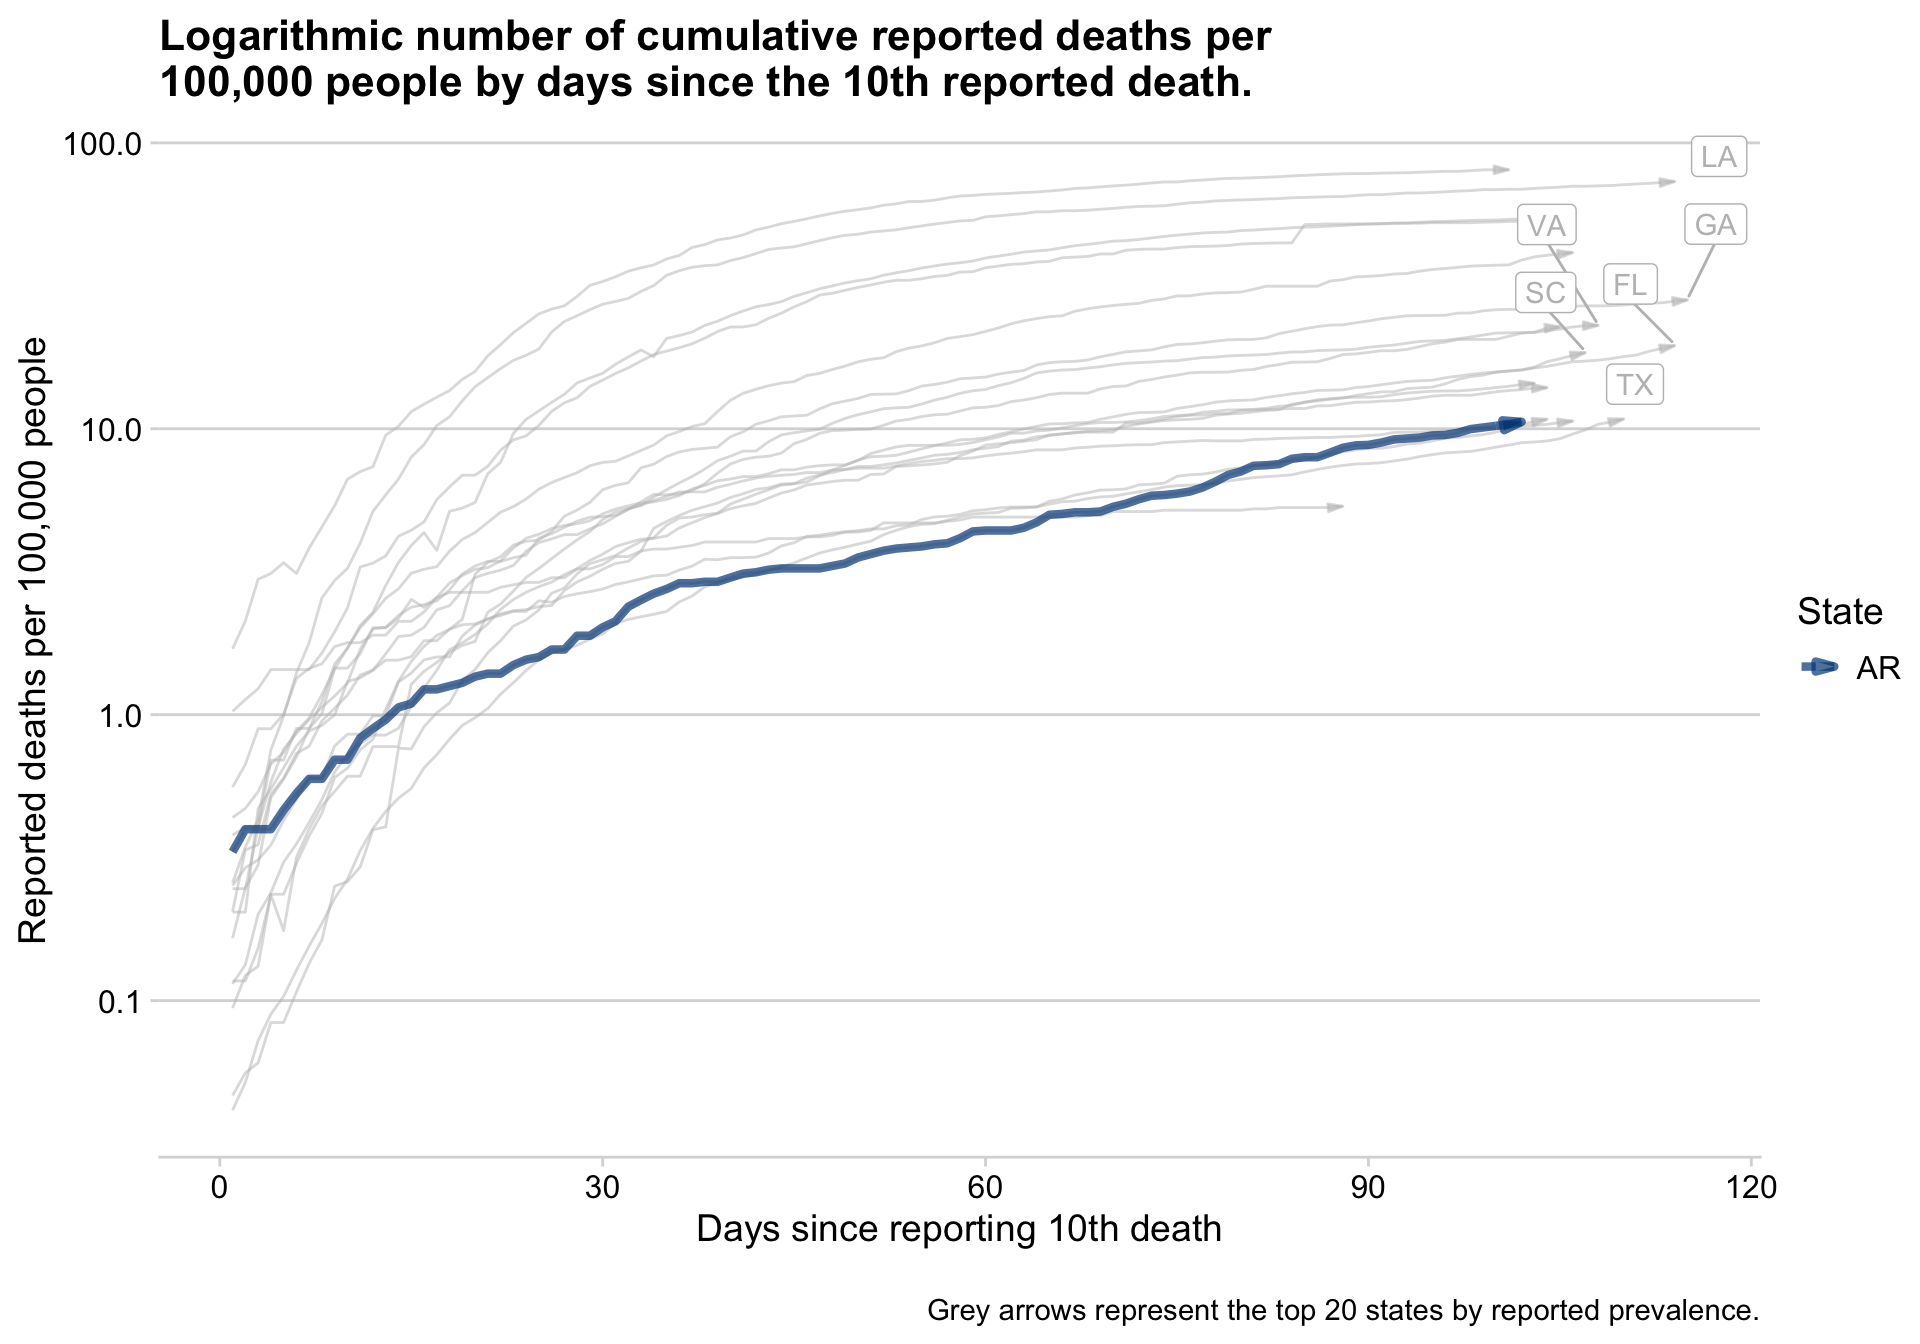 Logarithmic number of cumulative reported deaths per
100,000 people by days since the 10th reported death.
Reported deaths per 100,000 people
100.0
10.0
1.0
0.1
LA
VA
GA
SC
FL
TX
State
AR
0
30
60
90
120
Days since reporting 10th death
Grey arrows represent the top 20 states by reported prevalence.